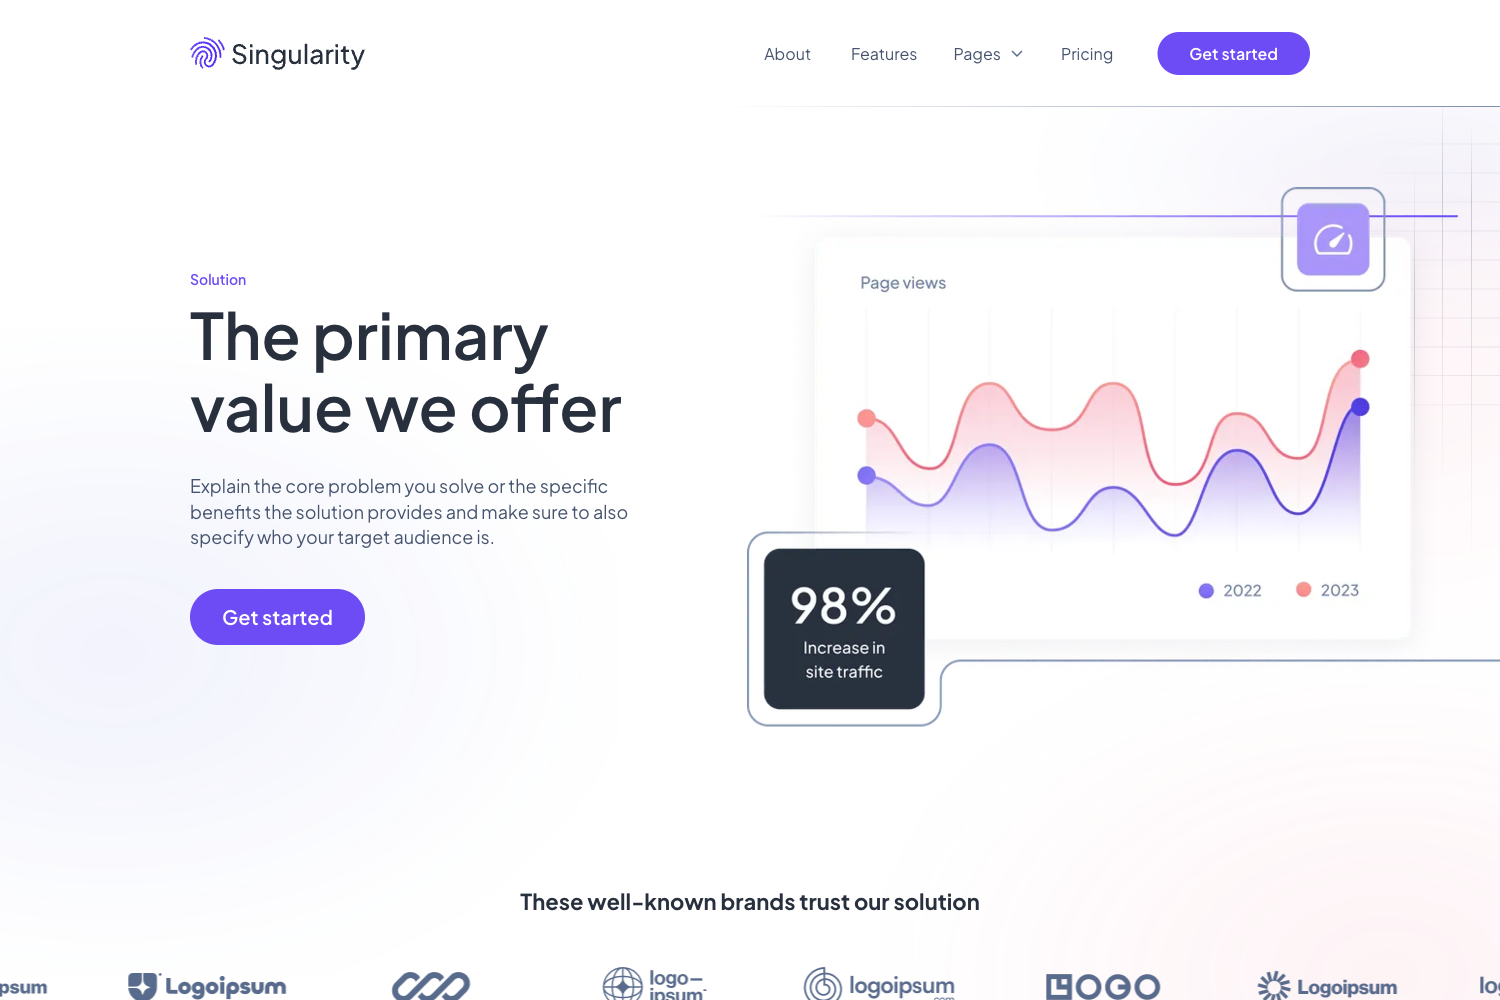 Singularity
About Features Pages Pricing Get started
Solution
The primary
value we offer
Explain the core problem you solve or the specific
benefits the solution provides and make sure to also
specify who your target audience is.
Get started
Page views
2022 2023
98%
Increase in
site traffic
These well-known brands trust our solution
psum Logoipsum logo– logoipsum LOGO Logoipsum log
ipsum